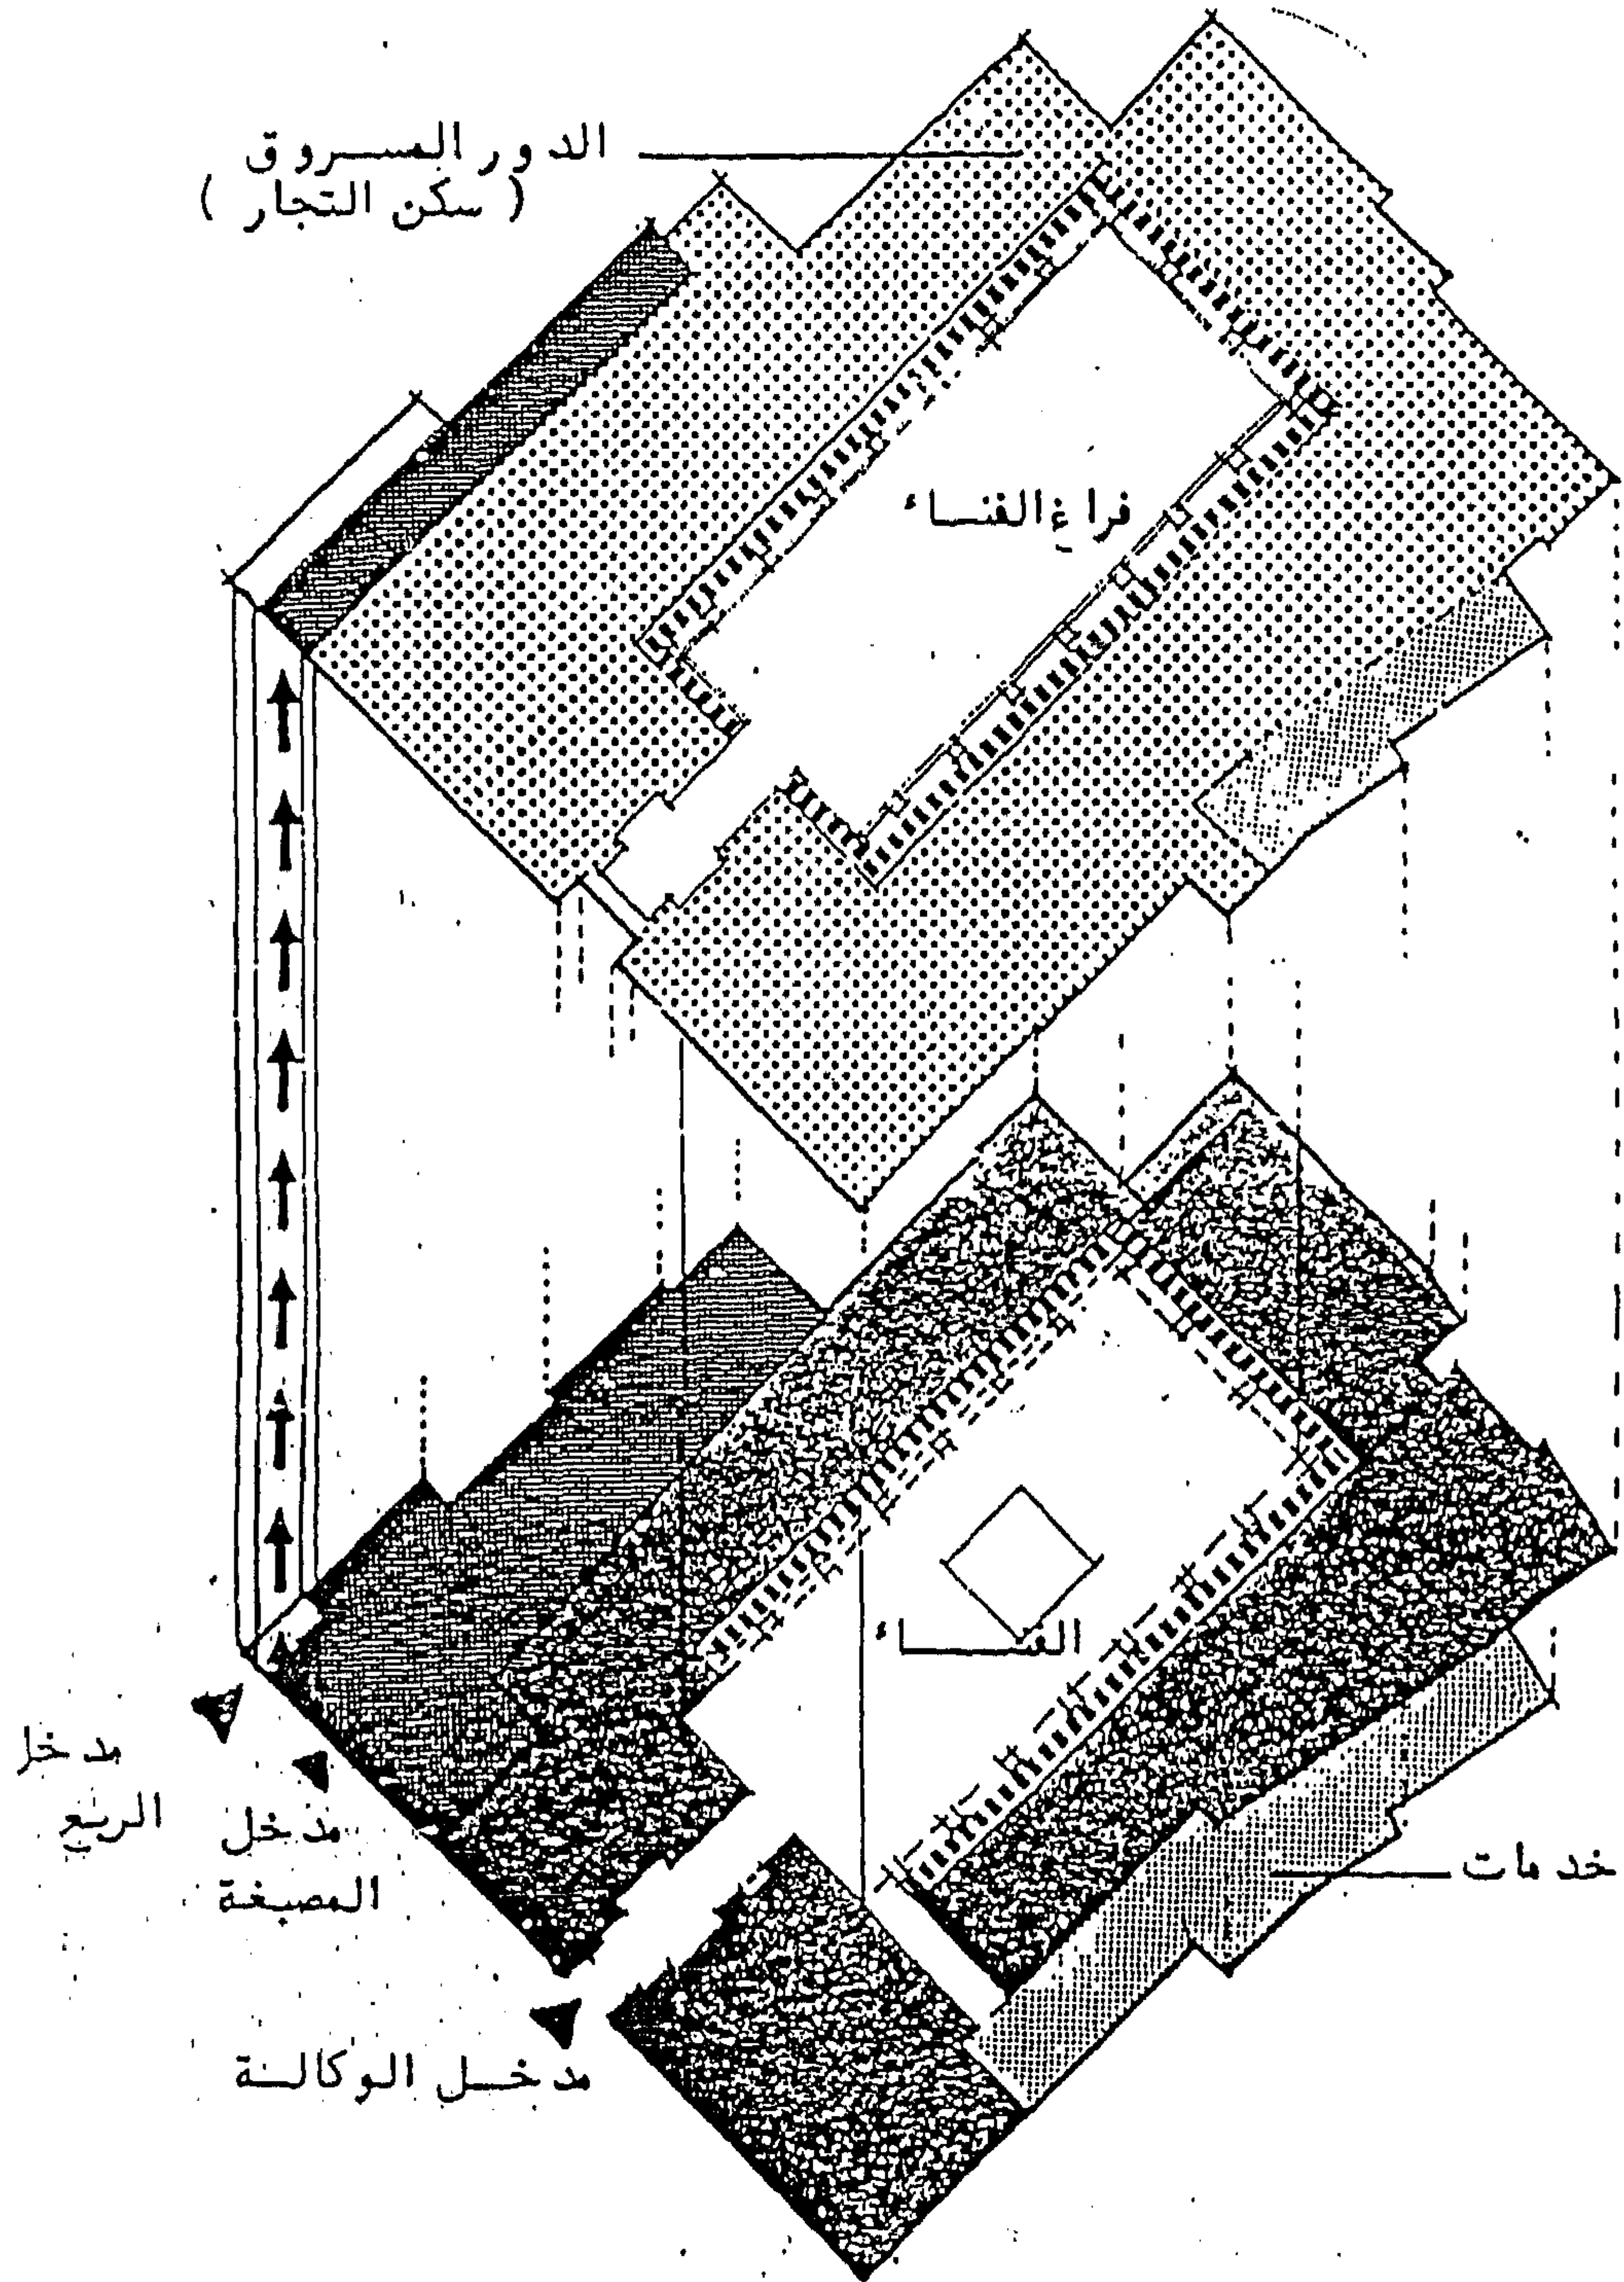 الدور المسروق
( سكن التجار )
فراغ الفناء
الفناء
مدخل
الربع
مدخل
المصبغة
خدمات
مدخل الوكالة